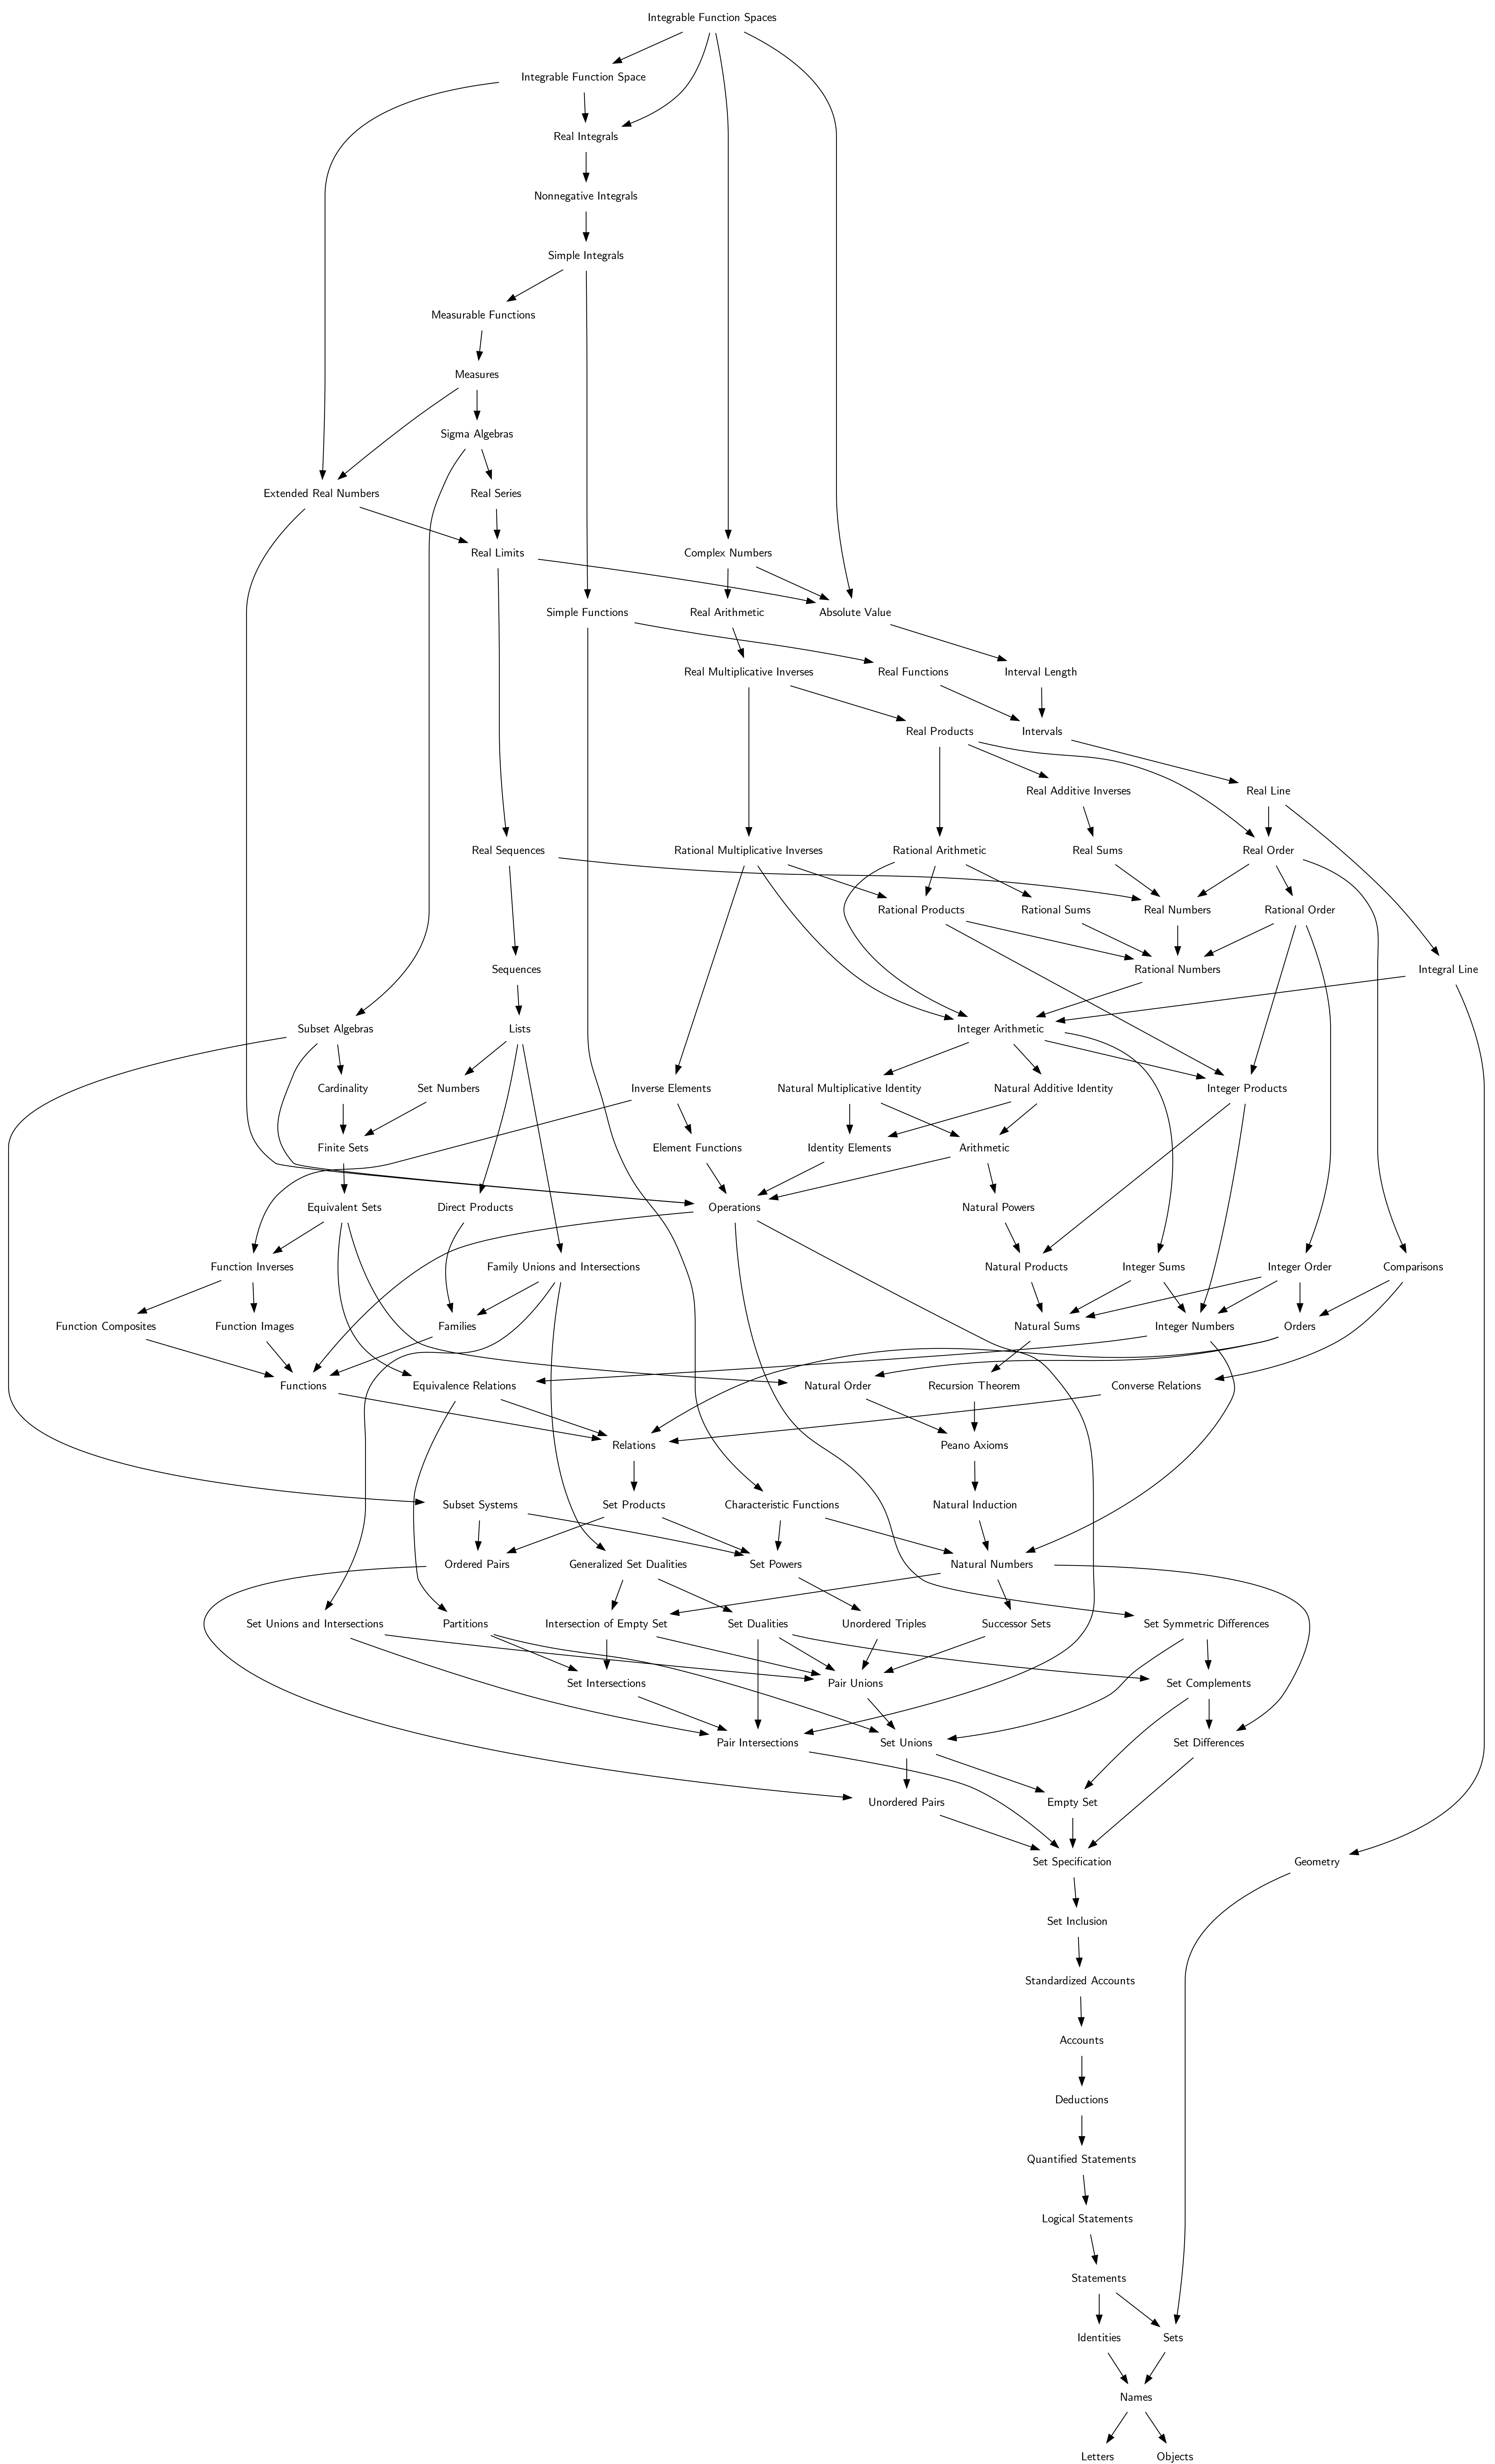 Integrable Function Spaces
Integrable Function Space
Real Integrals
Nonnegative Integrals
Simple Integrals
Measurable Functions
Measures
Sigma Algebras
Extended Real Numbers
Real Series
Real Limits
Complex Numbers
Simple Functions
Real Arithmetic
Absolute Value
Real Multiplicative Inverses
Real Functions
Interval Length
Real Products
Intervals
Real Additive Inverses
Real Line
Real Sequences
Rational Multiplicative Inverses
Rational Arithmetic
Real Sums
Real Order
Rational Products
Rational Sums
Real Numbers
Rational Order
Sequences
Rational Numbers
Integral Line
Subset Algebras
Lists
Integer Arithmetic
Cardinality
Set Numbers
Inverse Elements
Natural Multiplicative Identity
Natural Additive Identity
Integer Products
Finite Sets
Element Functions
Identity Elements
Arithmetic
Equivalent Sets
Direct Products
Operations
Natural Powers
Function Inverses
Family Unions and Intersections
Natural Products
Integer Sums
Integer Order
Comparisons
Function Composites
Function Images
Families
Natural Sums
Integer Numbers
Orders
Functions
Equivalence Relations
Natural Order
Recursion Theorem
Converse Relations
Relations
Peano Axioms
Subset Systems
Set Products
Characteristic Functions
Natural Induction
Ordered Pairs
Generalized Set Dualities
Set Powers
Natural Numbers
Set Unions and Intersections
Partitions
Intersection of Empty Set
Set Dualities
Unordered Triples
Successor Sets
Set Symmetric Differences
Set Intersections
Pair Unions
Set Complements
Pair Intersections
Set Unions
Set Differences
Unordered Pairs
Empty Set
Set Specification
Geometry
Set Inclusion
Standardized Accounts
Accounts
Deductions
Quantified Statements
Logical Statements
Statements
Identities
Sets
Names
Letters
Objects